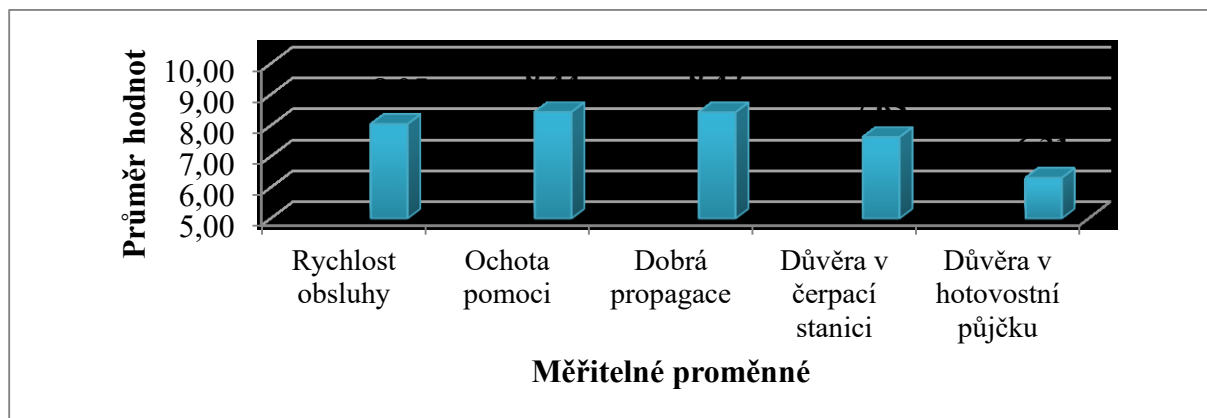 Průměr hodnot
10,00
9,00
8,00
7,00
6,00
5,00
Rychlost
obsluhy
Ochota
pomoci
Dobrá
propagace
Důvěra v
čerpací
stanici
Důvěra v
hotovostní
půjčku
Měřitelné proměnné